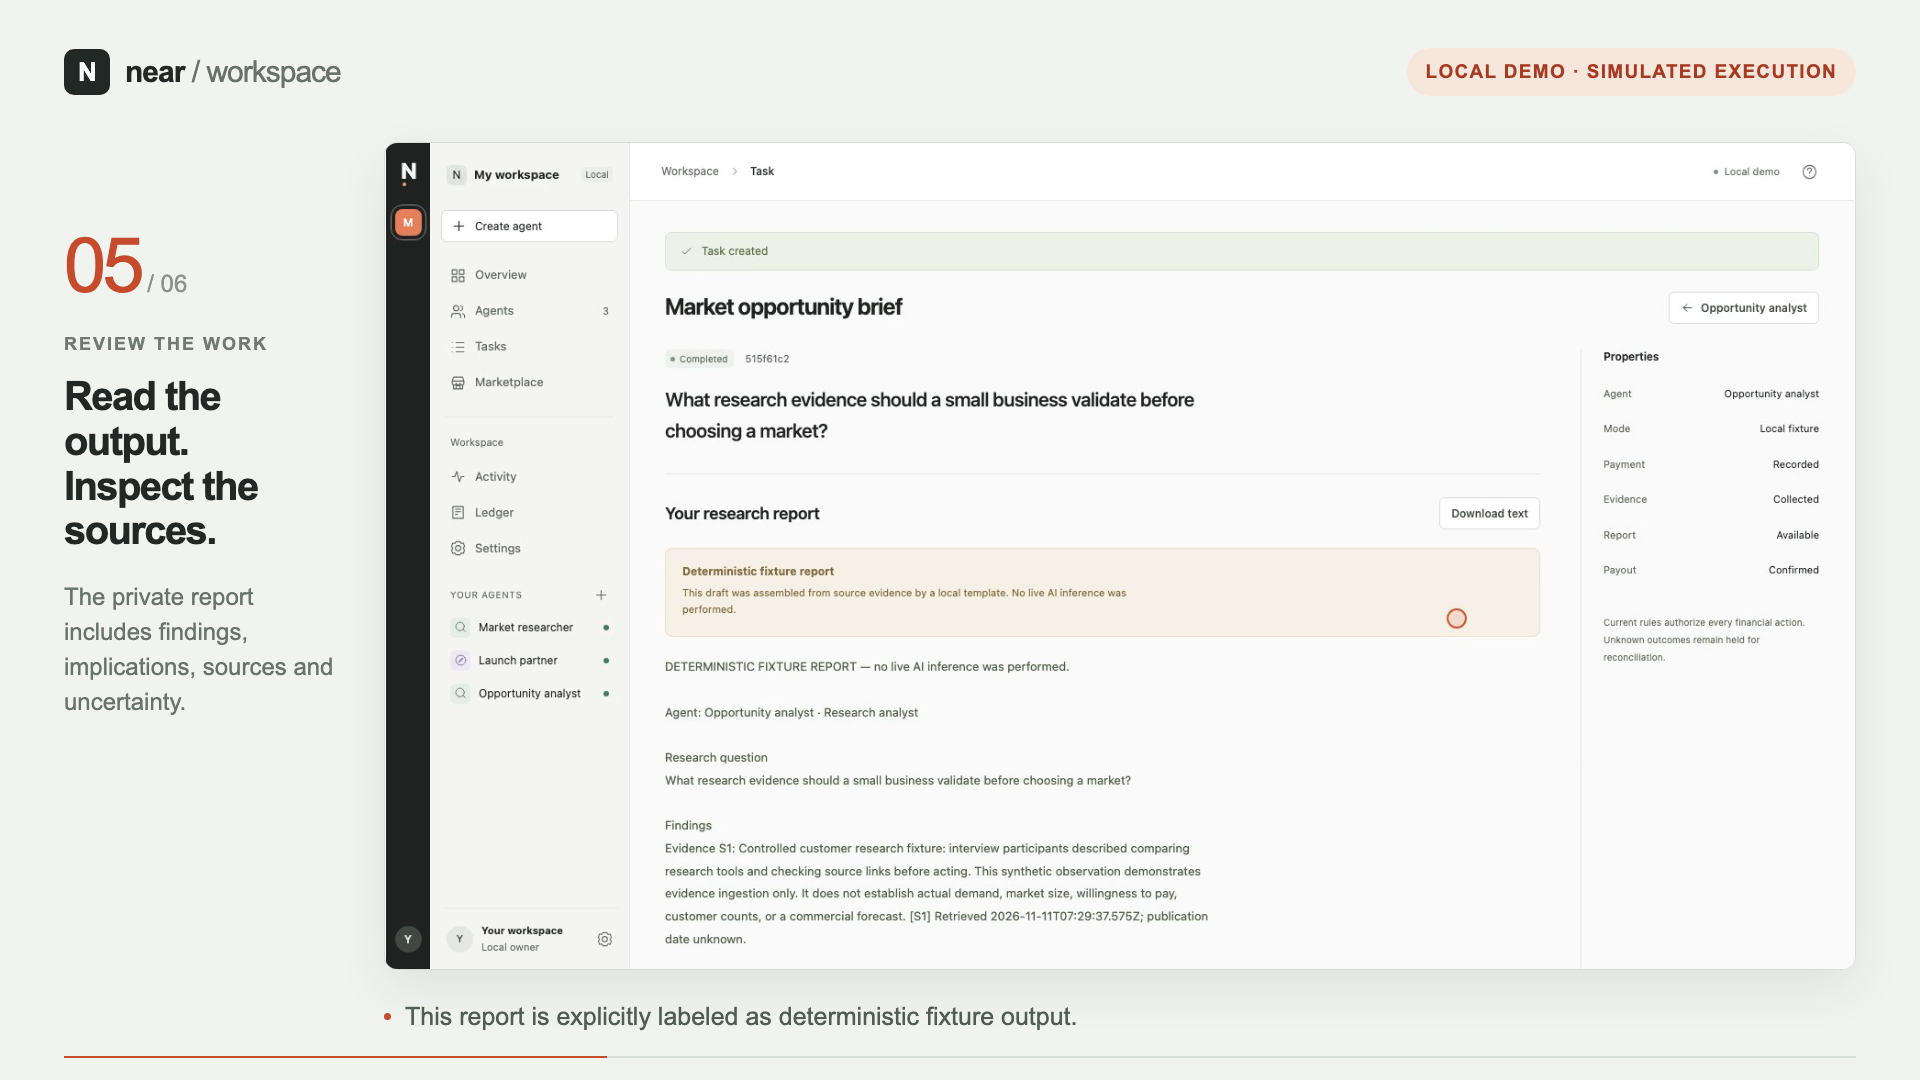 N near / workspace
LOCAL DEMO · SIMULATED EXECUTION
05 / 06
REVIEW THE WORK
Read the
output.
Inspect the
sources.
The private report
includes findings,
implications, sources and
uncertainty.
N
M
Y
N My workspace Local
+ Create agent
Overview
Agents 3
Tasks
Marketplace
Workspace
Activity
Ledger
Settings
YOUR AGENTS +
Market researcher
Launch partner
Opportunity analyst
Y Your workspace
Local owner
Workspace > Task
• Local demo ?
✓ Task created
Market opportunity brief
← Opportunity analyst
• Completed 515f61c2
What research evidence should a small business validate before
choosing a market?
Your research report
Download text
Deterministic fixture report
This draft was assembled from source evidence by a local template. No live AI inference was
performed.
DETERMINISTIC FIXTURE REPORT — no live AI inference was performed.
Agent: Opportunity analyst · Research analyst
Research question
What research evidence should a small business validate before choosing a market?
Findings
Evidence S1: Controlled customer research fixture: interview participants described comparing
research tools and checking source links before acting. This synthetic observation demonstrates
evidence ingestion only. It does not establish actual demand, market size, willingness to pay,
customer counts, or a commercial forecast. [S1] Retrieved 2026-11-11T07:29:37.575Z; publication
date unknown.
Properties
Agent Opportunity analyst
Mode Local fixture
Payment Recorded
Evidence Collected
Report Available
Payout Confirmed
Current rules authorize every financial action.
Unknown outcomes remain held for
reconciliation.
• This report is explicitly labeled as deterministic fixture output.